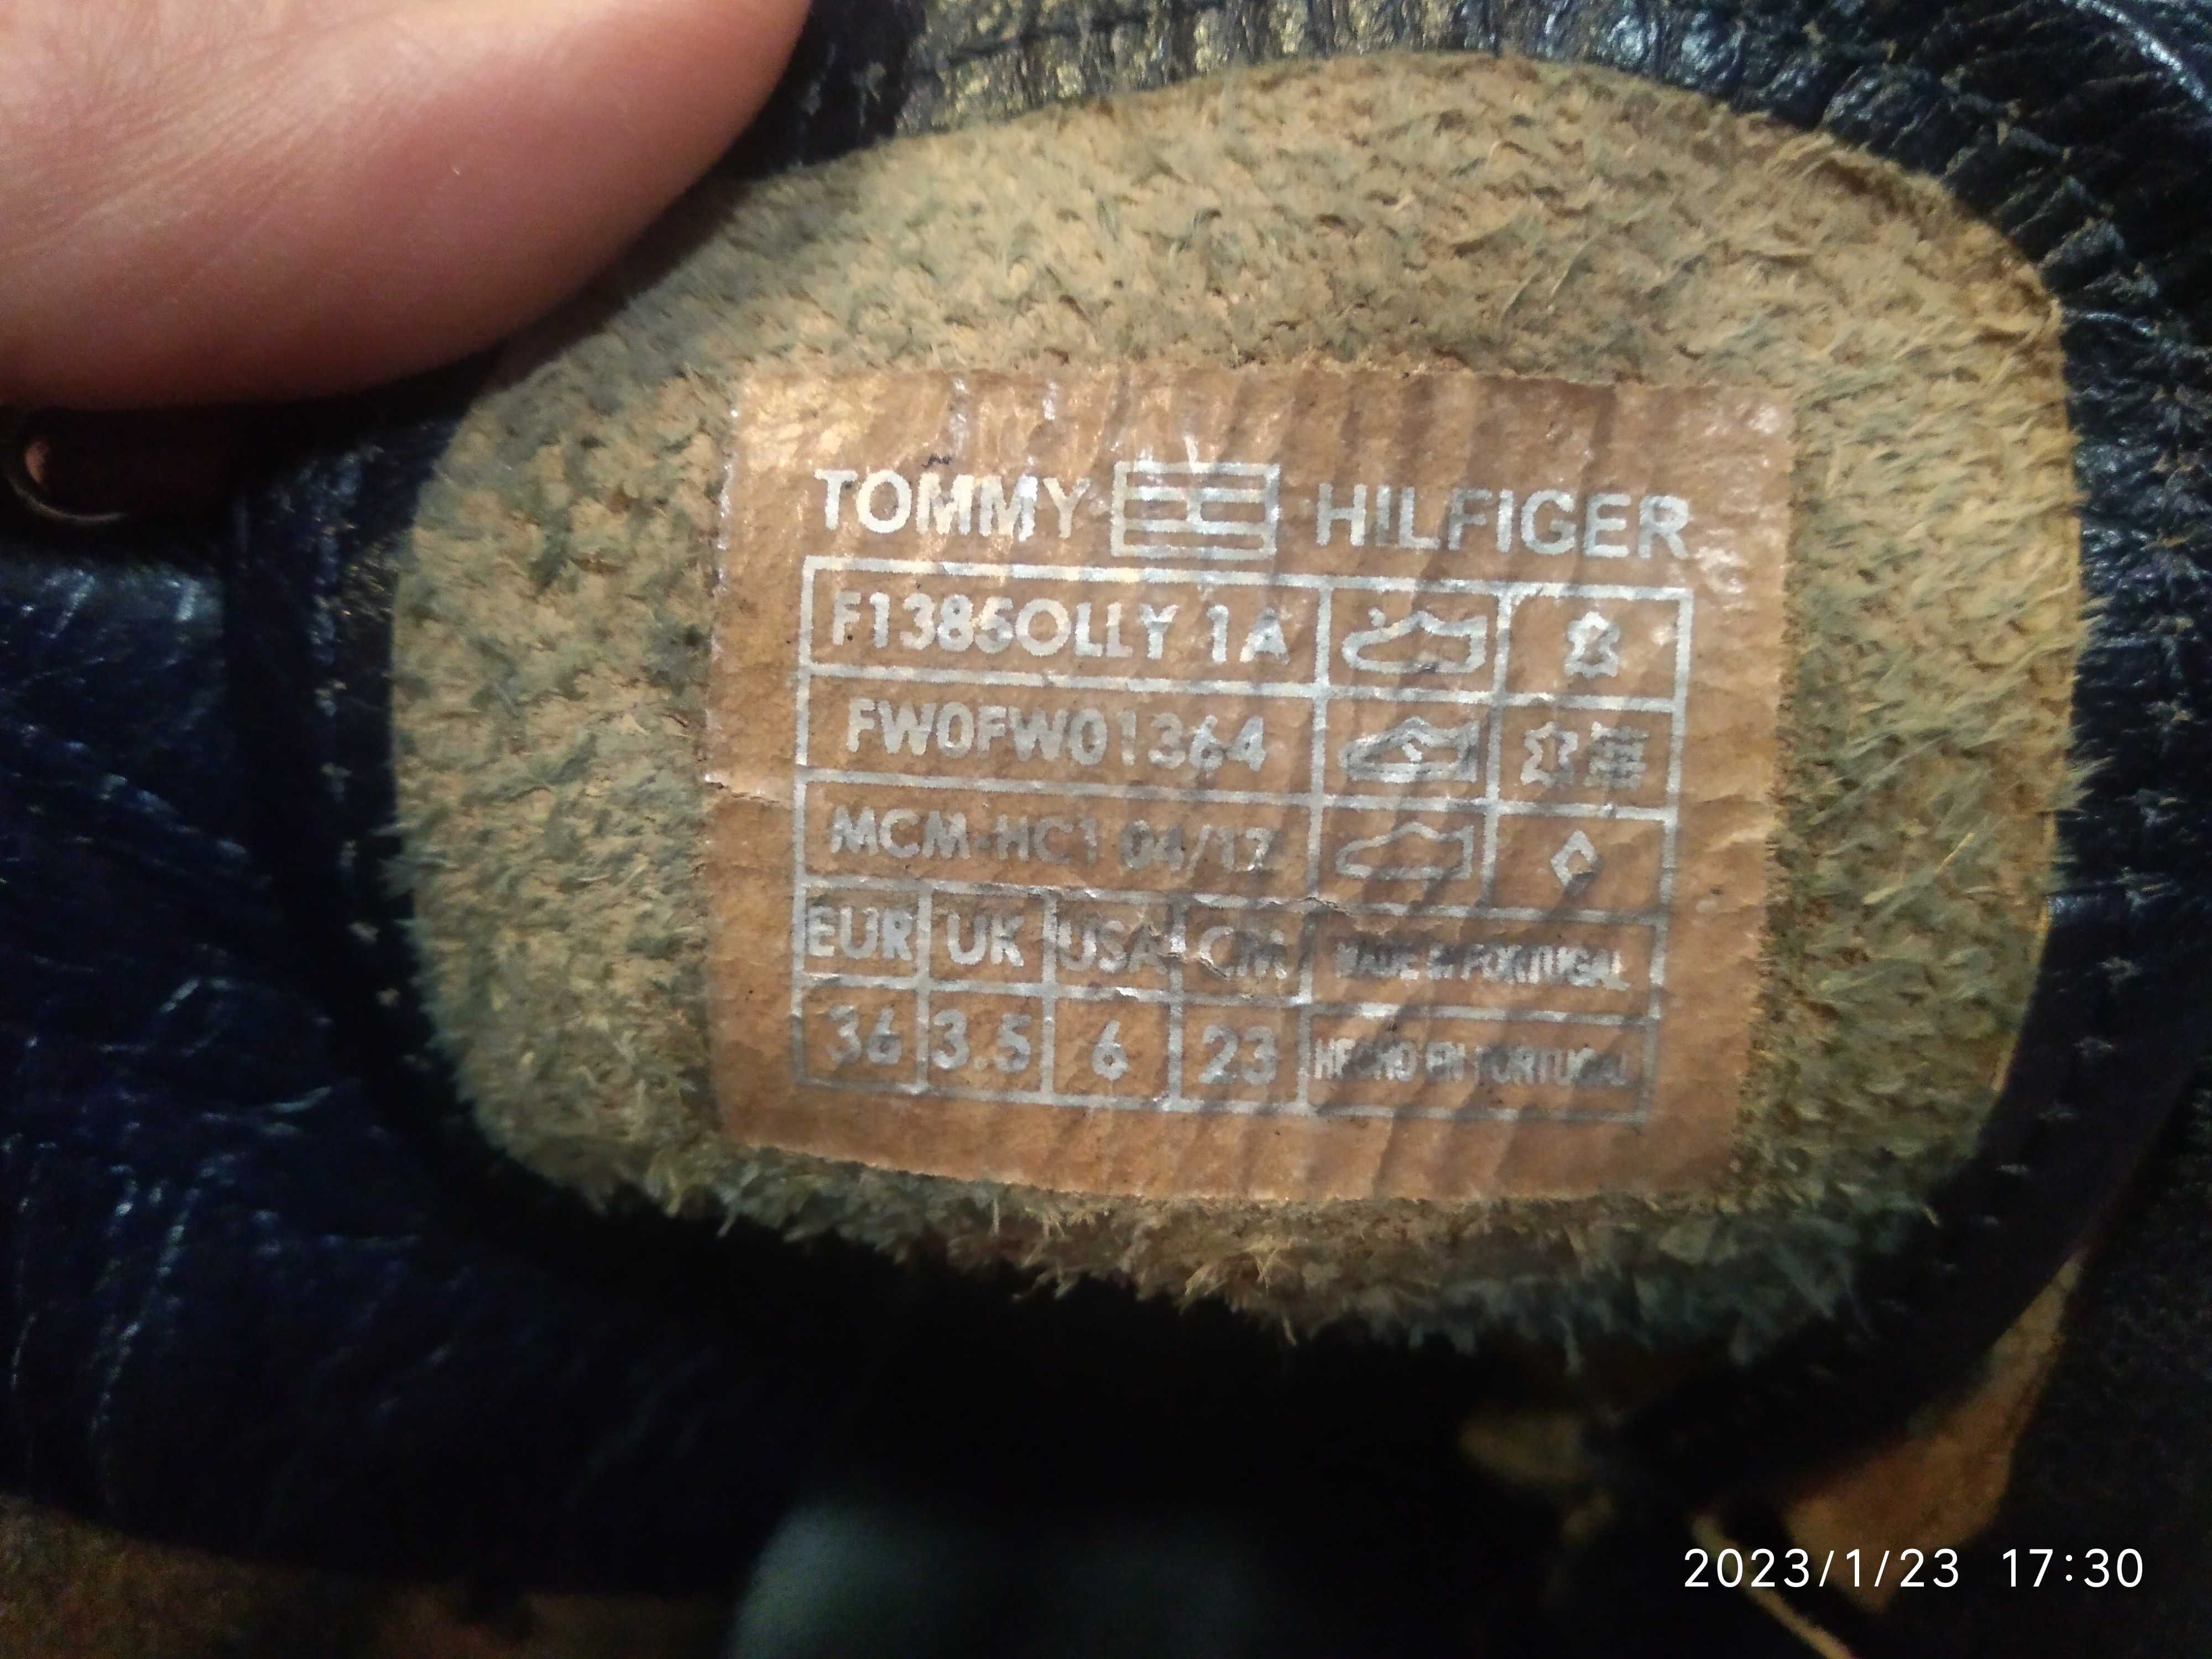 TOMMY HILFIGER
F1385OLLY 1A
FW0FW01364
MCM-HC1 04/17
EUR UK USA Cm MADE IN PORTUGAL
36 3.5 6 23 HECHO EN PORTUGAL
2023/1/23 17:30